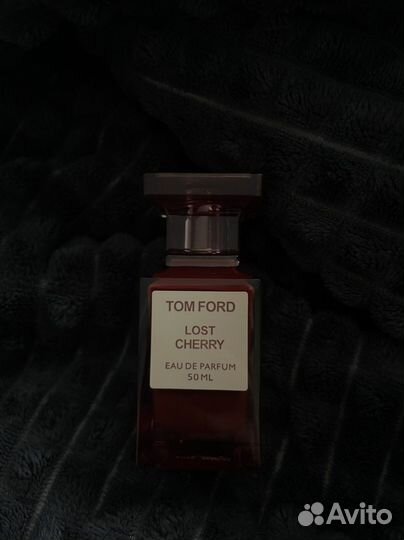 TOM FORD
LOST
CHERRY
EAU DE PARFUM
50 ML
Avito